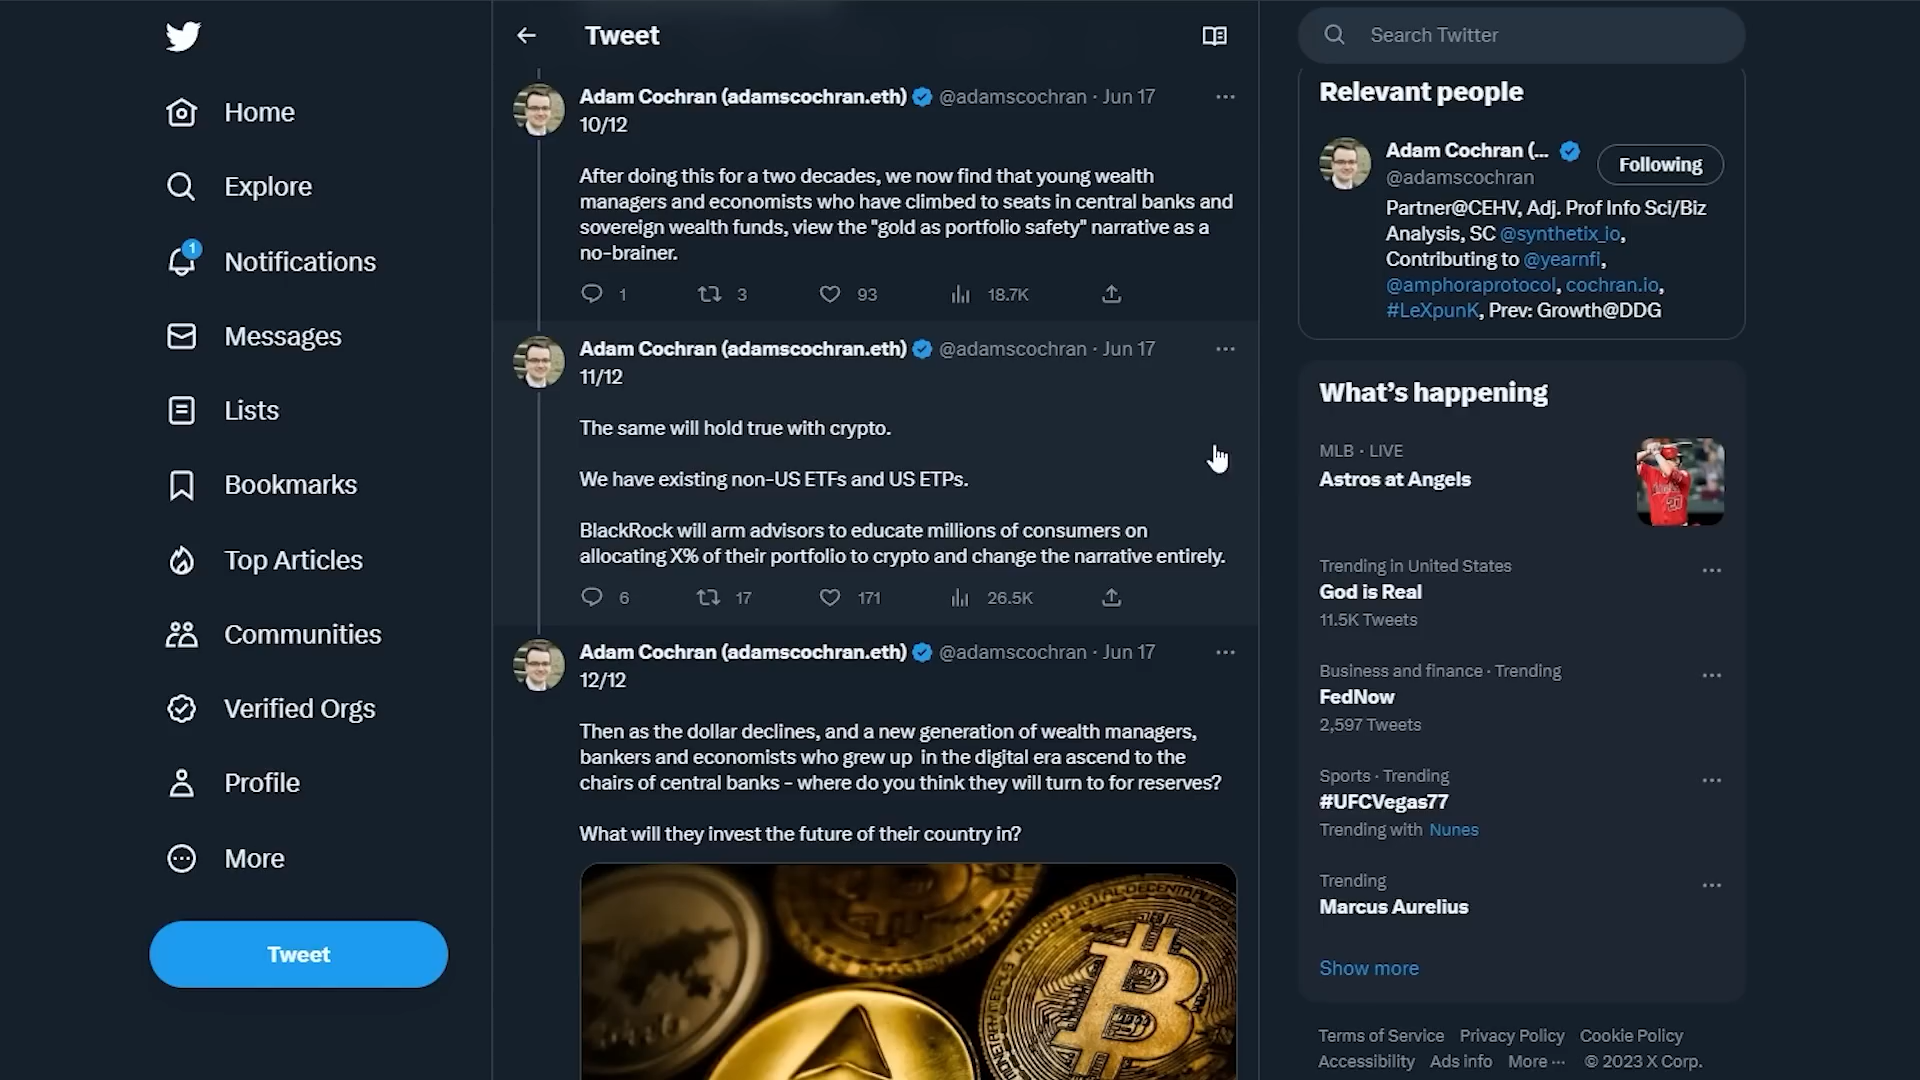 Home
Explore
1
Notifications
Messages
Lists
Bookmarks
Top Articles
Communities
Verified Orgs
Profile
More
Tweet
Tweet
Adam Cochran (adamscochran.eth) @adamscochran · Jun 17
10/12
After doing this for a two decades, we now find that young wealth
managers and economists who have climbed to seats in central banks and
sovereign wealth funds, view the "gold as portfolio safety" narrative as a
no-brainer.
1 3 93 18.7K
Adam Cochran (adamscochran.eth) @adamscochran · Jun 17
11/12
The same will hold true with crypto.
We have existing non-US ETFs and US ETPs.
BlackRock will arm advisors to educate millions of consumers on
allocating X% of their portfolio to crypto and change the narrative entirely.
6 17 171 26.5K
Adam Cochran (adamscochran.eth) @adamscochran · Jun 17
12/12
Then as the dollar declines, and a new generation of wealth managers,
bankers and economists who grew up in the digital era ascend to the
chairs of central banks - where do you think they will turn to for reserves?
What will they invest the future of their country in?
Search Twitter
Relevant people
Adam Cochran (...
@adamscochran
Following
Partner@CEHV, Adj. Prof Info Sci/Biz
Analysis, SC @synthetix_io,
Contributing to @yearnfi,
@amphoraprotocol, cochran.io,
#LeXpunK, Prev: Growth@DDG
What's happening
MLB · LIVE
Astros at Angels
Trending in United States
God is Real
11.5K Tweets
Business and finance · Trending
FedNow
2,597 Tweets
Sports · Trending
#UFCVegas77
Trending with Nunes
Trending
Marcus Aurelius
Show more
Terms of Service Privacy Policy Cookie Policy
Accessibility Ads info More ··· © 2023 X Corp.